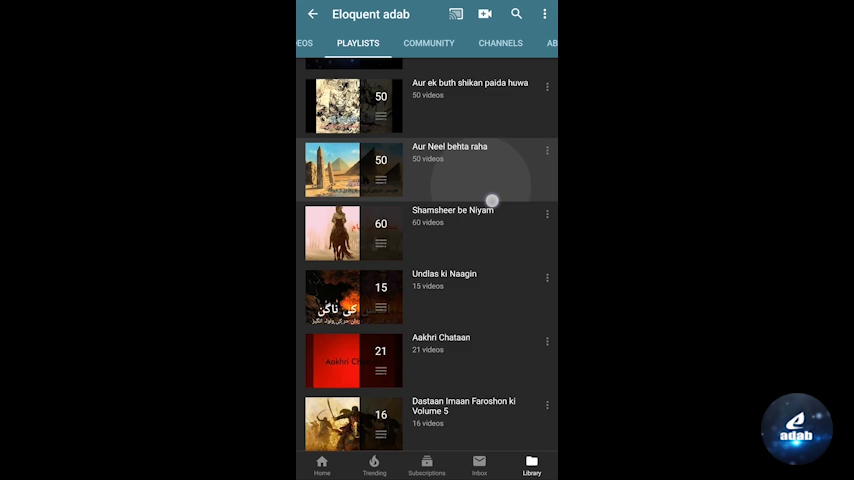 Eloquent adab
EOS PLAYLISTS COMMUNITY CHANNELS AB
50
Aur ek buth shikan paida huwa
50 videos
50
Aur Neel behta raha
50 videos
60
Shamsheer be Niyam
60 videos
15
کی ناگن
Undlas ki Naagin
15 videos
21
Aakhri Ch
Aakhri Chataan
21 videos
16
Dastaan Imaan Faroshon ki
Volume 5
16 videos
Home Trending Subscriptions Inbox Library
e
adab